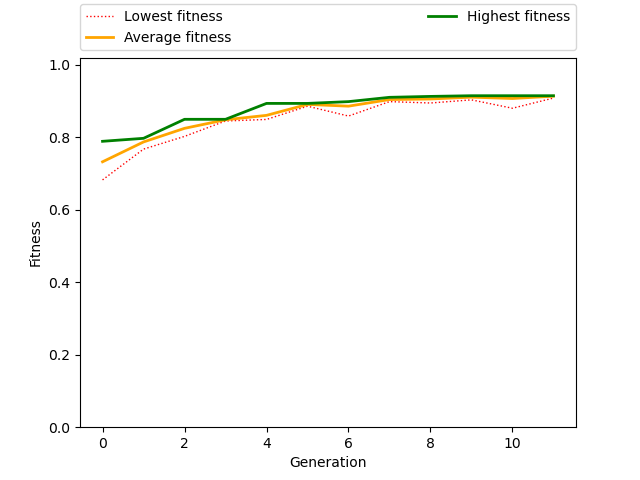 Lowest fitness
Average fitness
Highest fitness
1.0
0.8
0.6
0.4
0.2
0.0
Fitness
0 2 4 6 8 10
Generation